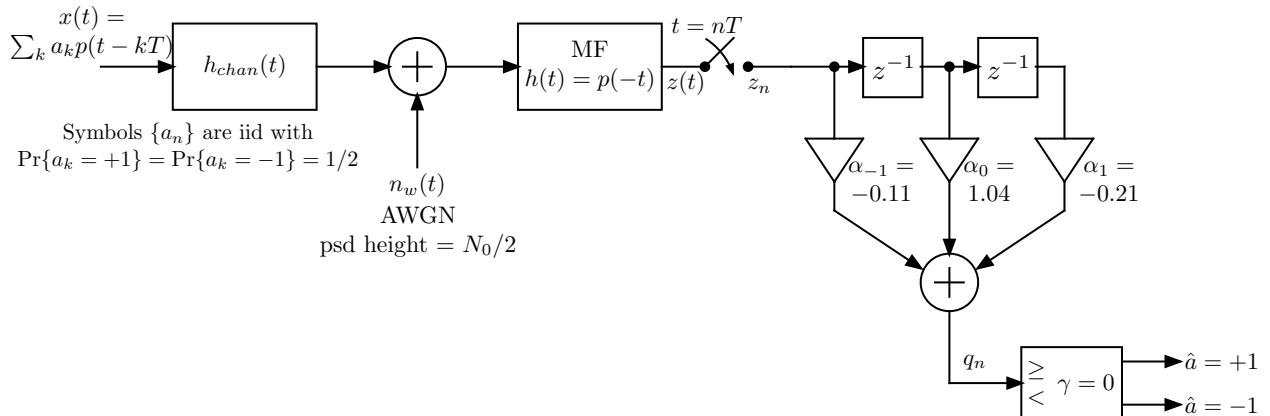 x(t) =
∑_k a_k p(t − kT)
h_{chan}(t)
Symbols {a_n} are iid with
Pr{a_k = +1} = Pr{a_k = −1} = 1/2
n_w(t)
AWGN
psd height = N_0/2
MF
h(t) = p(−t)
z(t)
t = nT
z_n
z^{−1}
z^{−1}
α_{−1} =
−0.11
α_0 =
1.04
α_1 =
−0.21
q_n
≥
<
γ = 0
â = +1
â = −1